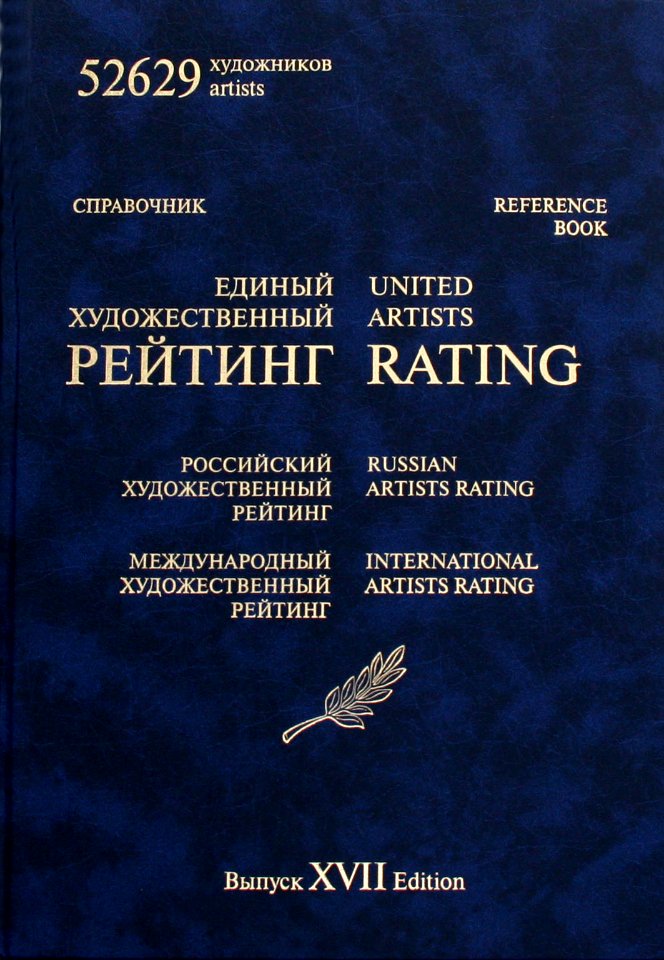 52629 художников
artists
СПРАВОЧНИК
REFERENCE
BOOK
ЕДИНЫЙ
ХУДОЖЕСТВЕННЫЙ
РЕЙТИНГ
UNITED
ARTISTS
RATING
РОССИЙСКИЙ
ХУДОЖЕСТВЕННЫЙ
РЕЙТИНГ
RUSSIAN
ARTISTS RATING
МЕЖДУНАРОДНЫЙ
ХУДОЖЕСТВЕННЫЙ
РЕЙТИНГ
INTERNATIONAL
ARTISTS RATING
Выпуск XVII Edition